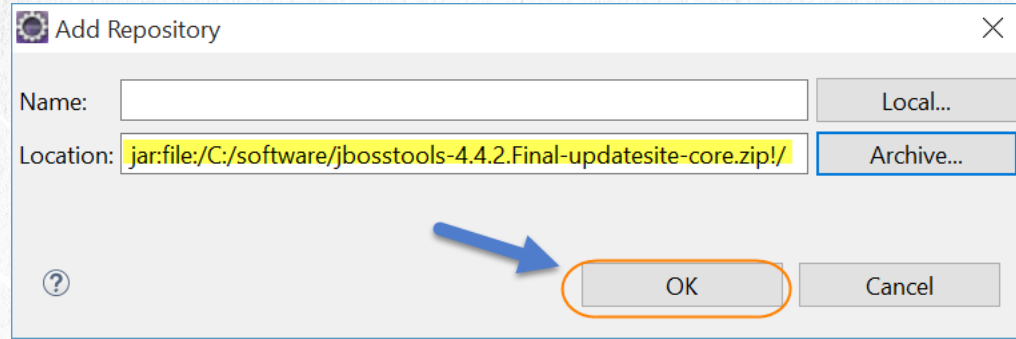 Add Repository
Name:
Local...
Location: jar:file:/C:/software/jbosstools-4.4.2.Final-updatesite-core.zip!/
Archive...
?
OK
Cancel